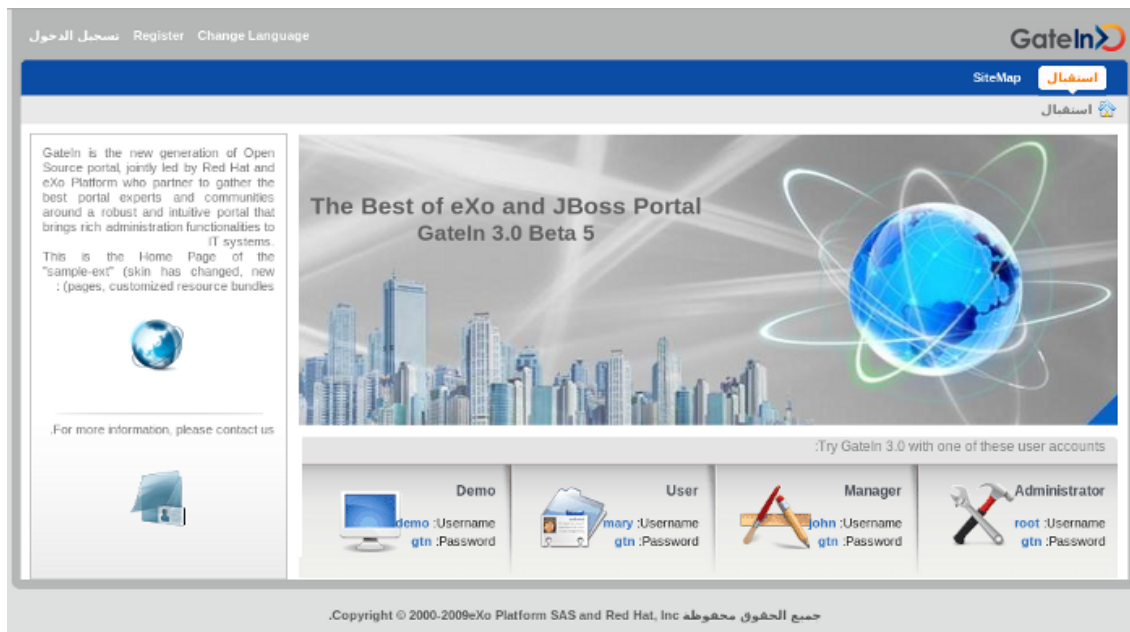 تسجيل الدخول Register Change Language
GateIn
استقبال SiteMap
استقبال
GateIn is the new generation of Open
Source portal, jointly led by Red Hat and
eXo Platform who partner to gather the
best portal experts and communities
around a robust and intuitive portal that
brings rich administration functionalities to
IT systems.
This is the Home Page of the
"sample-ext" (skin has changed, new
: (pages, customized resource bundles
.For more information, please contact us
The Best of eXo and JBoss Portal
GateIn 3.0 Beta 5
:Try GateIn 3.0 with one of these user accounts
Administrator
root :Username
gtn :Password
Manager
john :Username
gtn :Password
User
mary :Username
gtn :Password
Demo
demo :Username
gtn :Password
.Copyright © 2000-2009eXo Platform SAS and Red Hat, Inc جميع الحقوق محفوظة